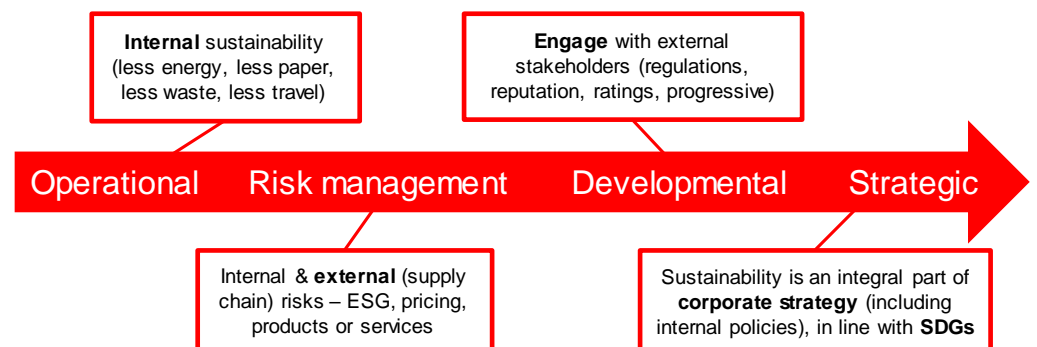 Internal sustainability
(less energy, less paper,
less waste, less travel)
Engage with external
stakeholders (regulations,
reputation, ratings, progressive)
Operational Risk management Developmental Strategic
Internal & external (supply
chain) risks – ESG, pricing,
products or services
Sustainability is an integral part of
corporate strategy (including
internal policies), in line with SDGs